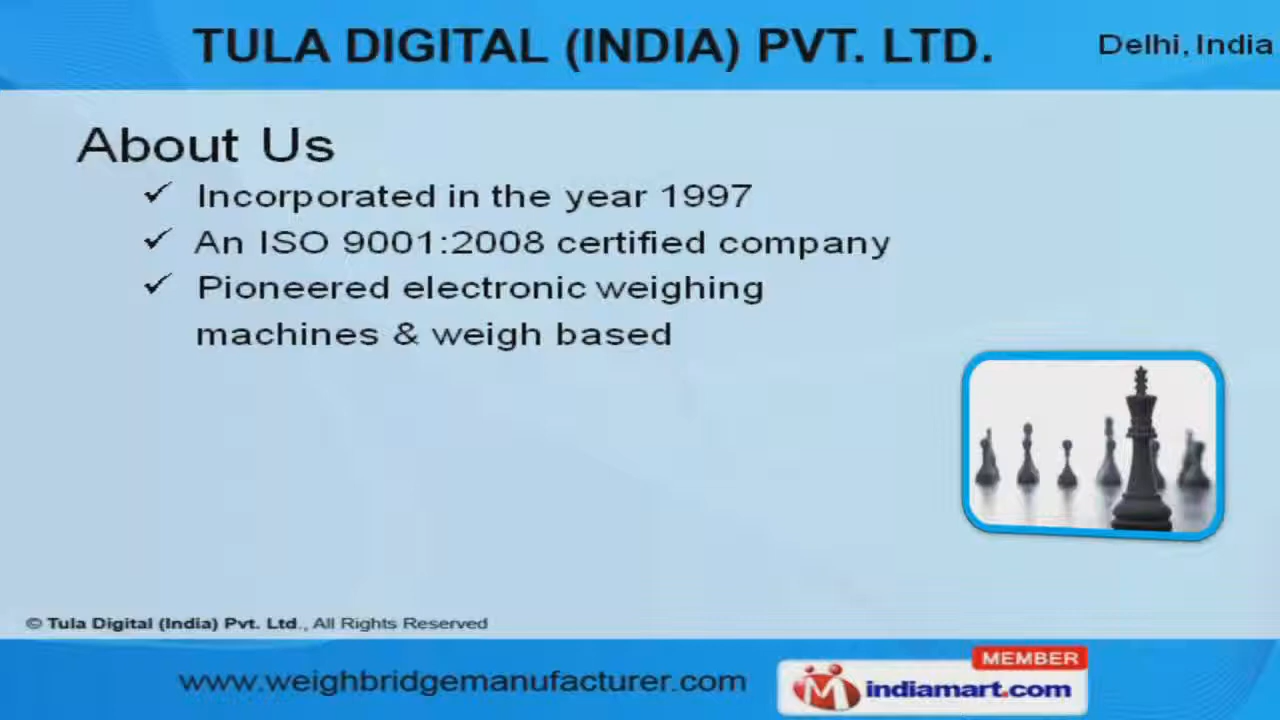 TULA DIGITAL (INDIA) PVT. LTD.
Delhi, India
About Us
✓ Incorporated in the year 1997
✓ An ISO 9001:2008 certified company
✓ Pioneered electronic weighing
machines & weigh based
© Tula Digital (India) Pvt. Ltd., All Rights Reserved
www.weighbridgemanufacturer.com
MEMBER
indiamart.com